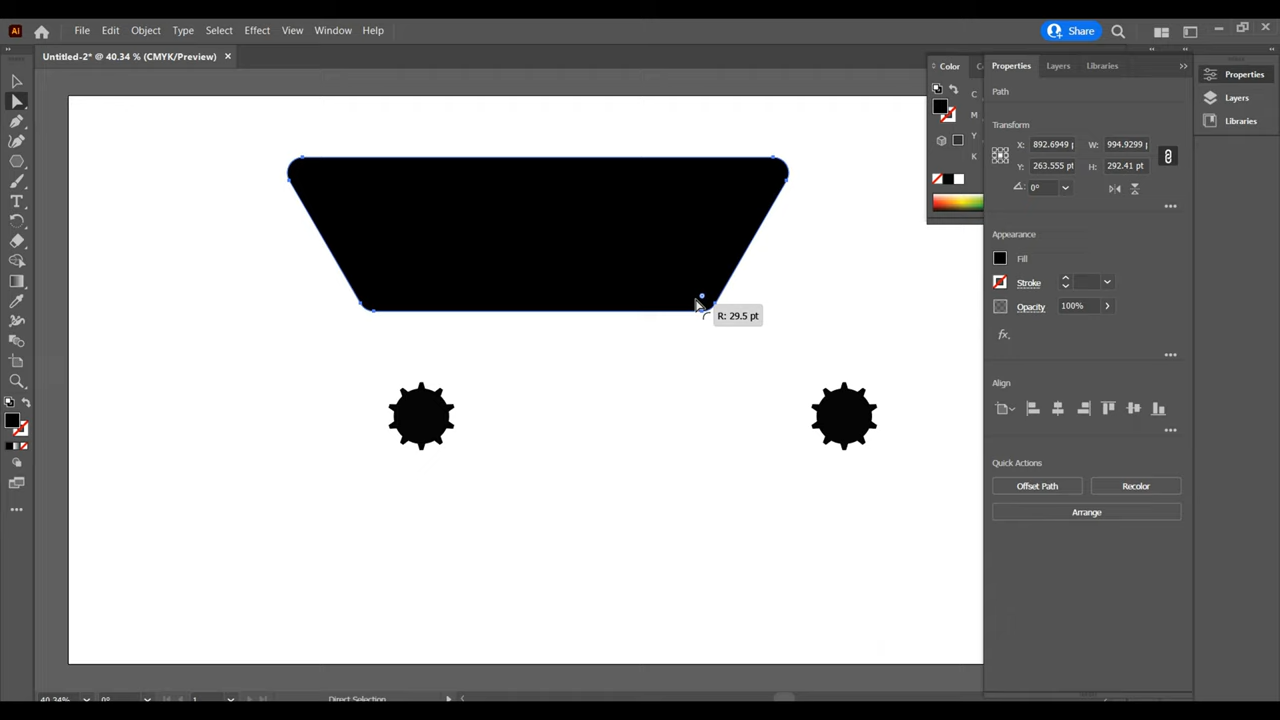 Ai File Edit Object Type Select Effect View Window Help Share
Untitled-2* @ 40.34 % (CMYK/Preview)
Color
Properties Layers Libraries
Properties
Path
Layers
C
M
Transform
Libraries
Y
X: 892.6949 W: 994.9299
K
Y: 263.555 pt H: 292.41 pt
0°
Appearance
Fill
Stroke
Opacity 100%
fx.
R: 29.5 pt
Align
Quick Actions
Offset Path Recolor
Arrange
40.34% 0° 1 Direct Selection